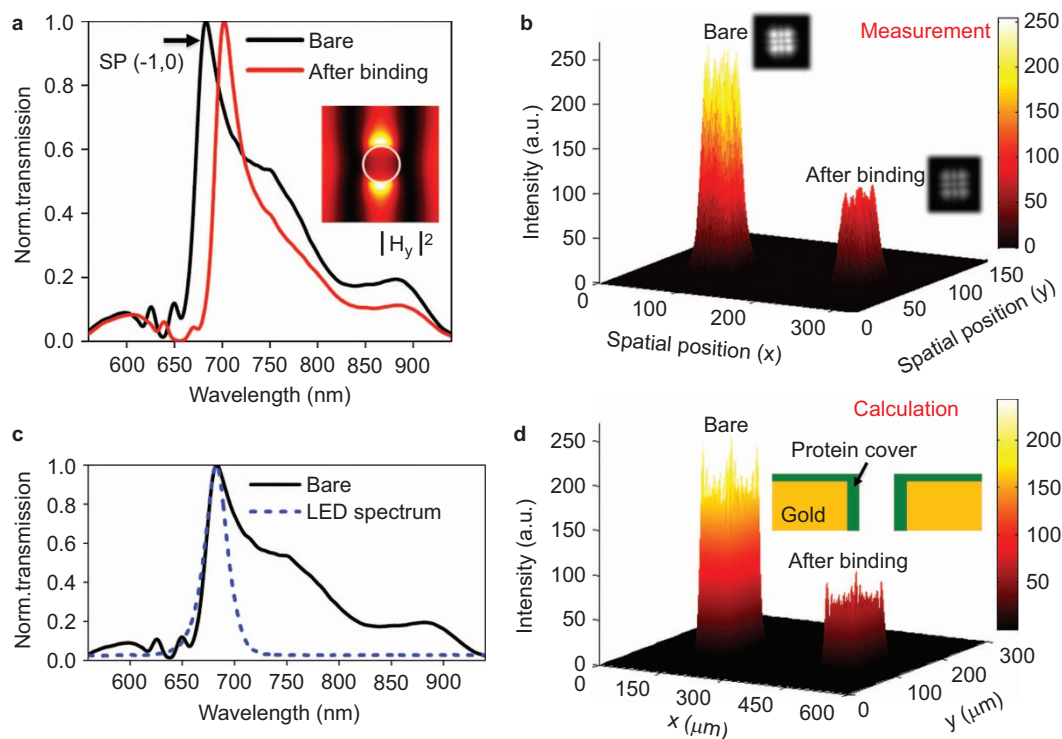 a
Norm.transmission
1.0
0.8
0.6
0.4
0.2
0.0
SP (-1,0)
Bare
After binding
|Hy|²
600 650 700 750 800 850 900
Wavelength (nm)
b
Measurement
Bare
After binding
Intensity (a.u.)
250
200
150
100
50
0
0
100
200
300
Spatial position (x)
0
50
100
150
Spatial position (y)
250
200
150
100
50
0
c
Norm.transmission
1.0
0.8
0.6
0.4
0.2
0.0
Bare
LED spectrum
600 650 700 750 800 850 900
Wavelength (nm)
d
Calculation
Bare
Protein cover
Gold
After binding
Intensity (a.u.)
250
200
150
100
50
0
0
150
300
450
600
x (μm)
0
100
200
300
y (μm)
200
150
100
50